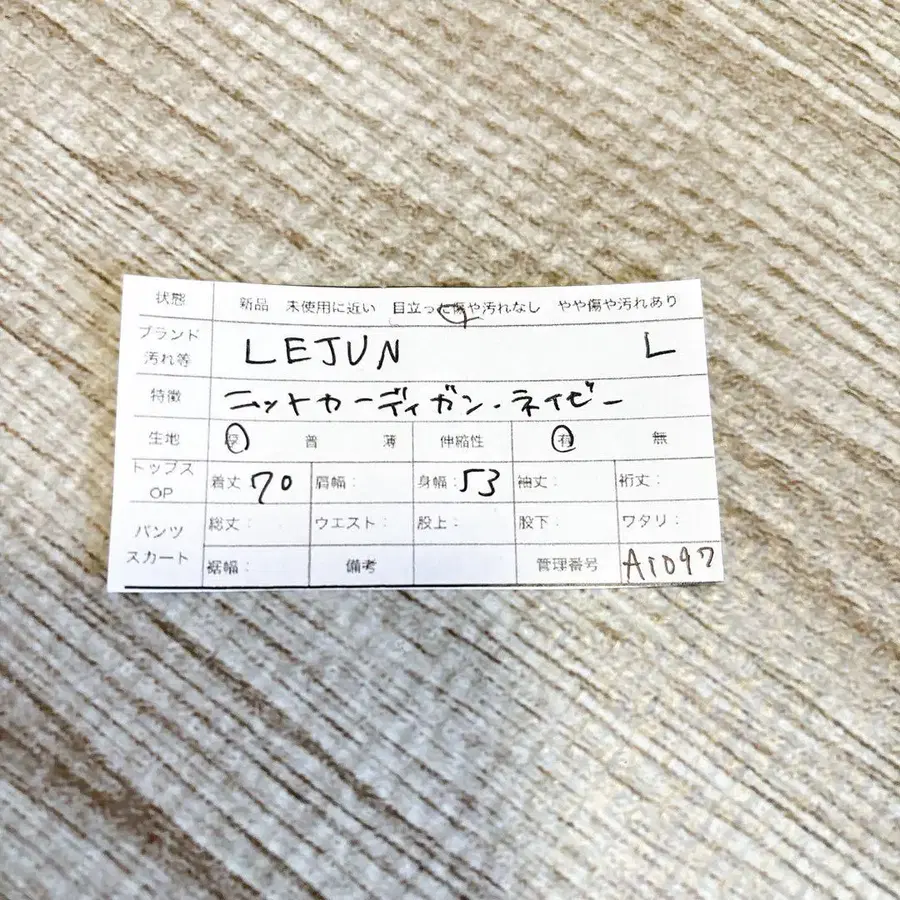 状態 新品 未使用に近い 目立った傷や汚れなし やや傷や汚れあり
ブランド
汚れ等 LEJUN L
特徴 ニットカーディガン・ネイビー
生地 厚 普 薄 伸縮性 有 無
トップス
OP 着丈 70 肩幅: 身幅: 53 袖丈: 裄丈:
パンツ
スカート 総丈: ウエスト: 股上: 股下: ワタリ:
裾幅: 備考 管理番号 A1097